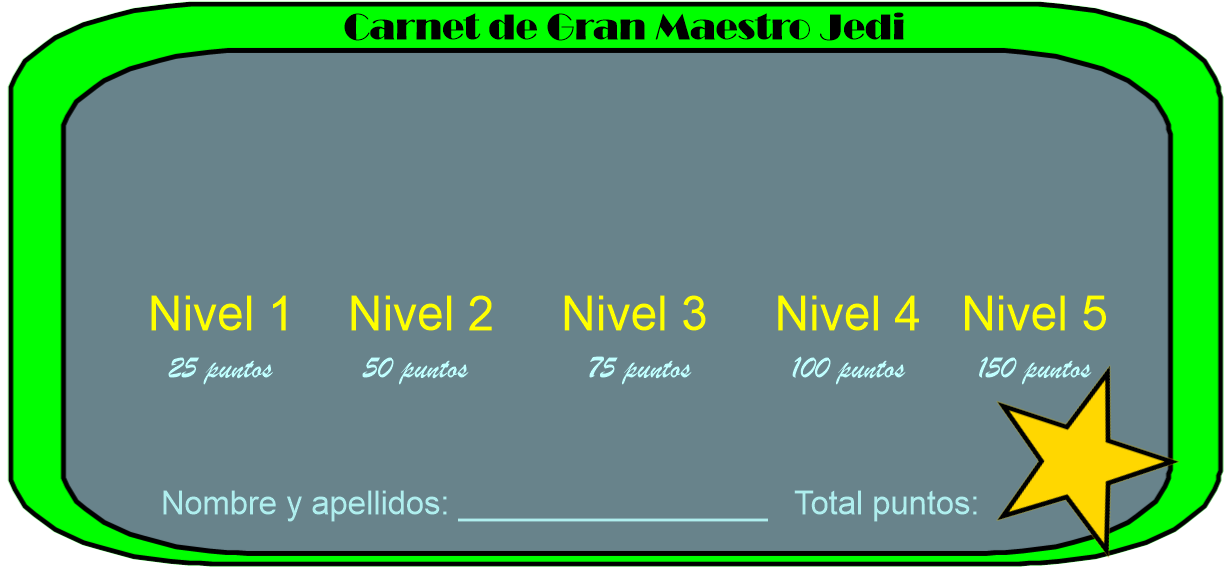 Carnet de Gran Maestro Jedi
Nivel 1 Nivel 2 Nivel 3 Nivel 4 Nivel 5
25 puntos 50 puntos 75 puntos 100 puntos 150 puntos
Nombre y apellidos: _________________ Total puntos: